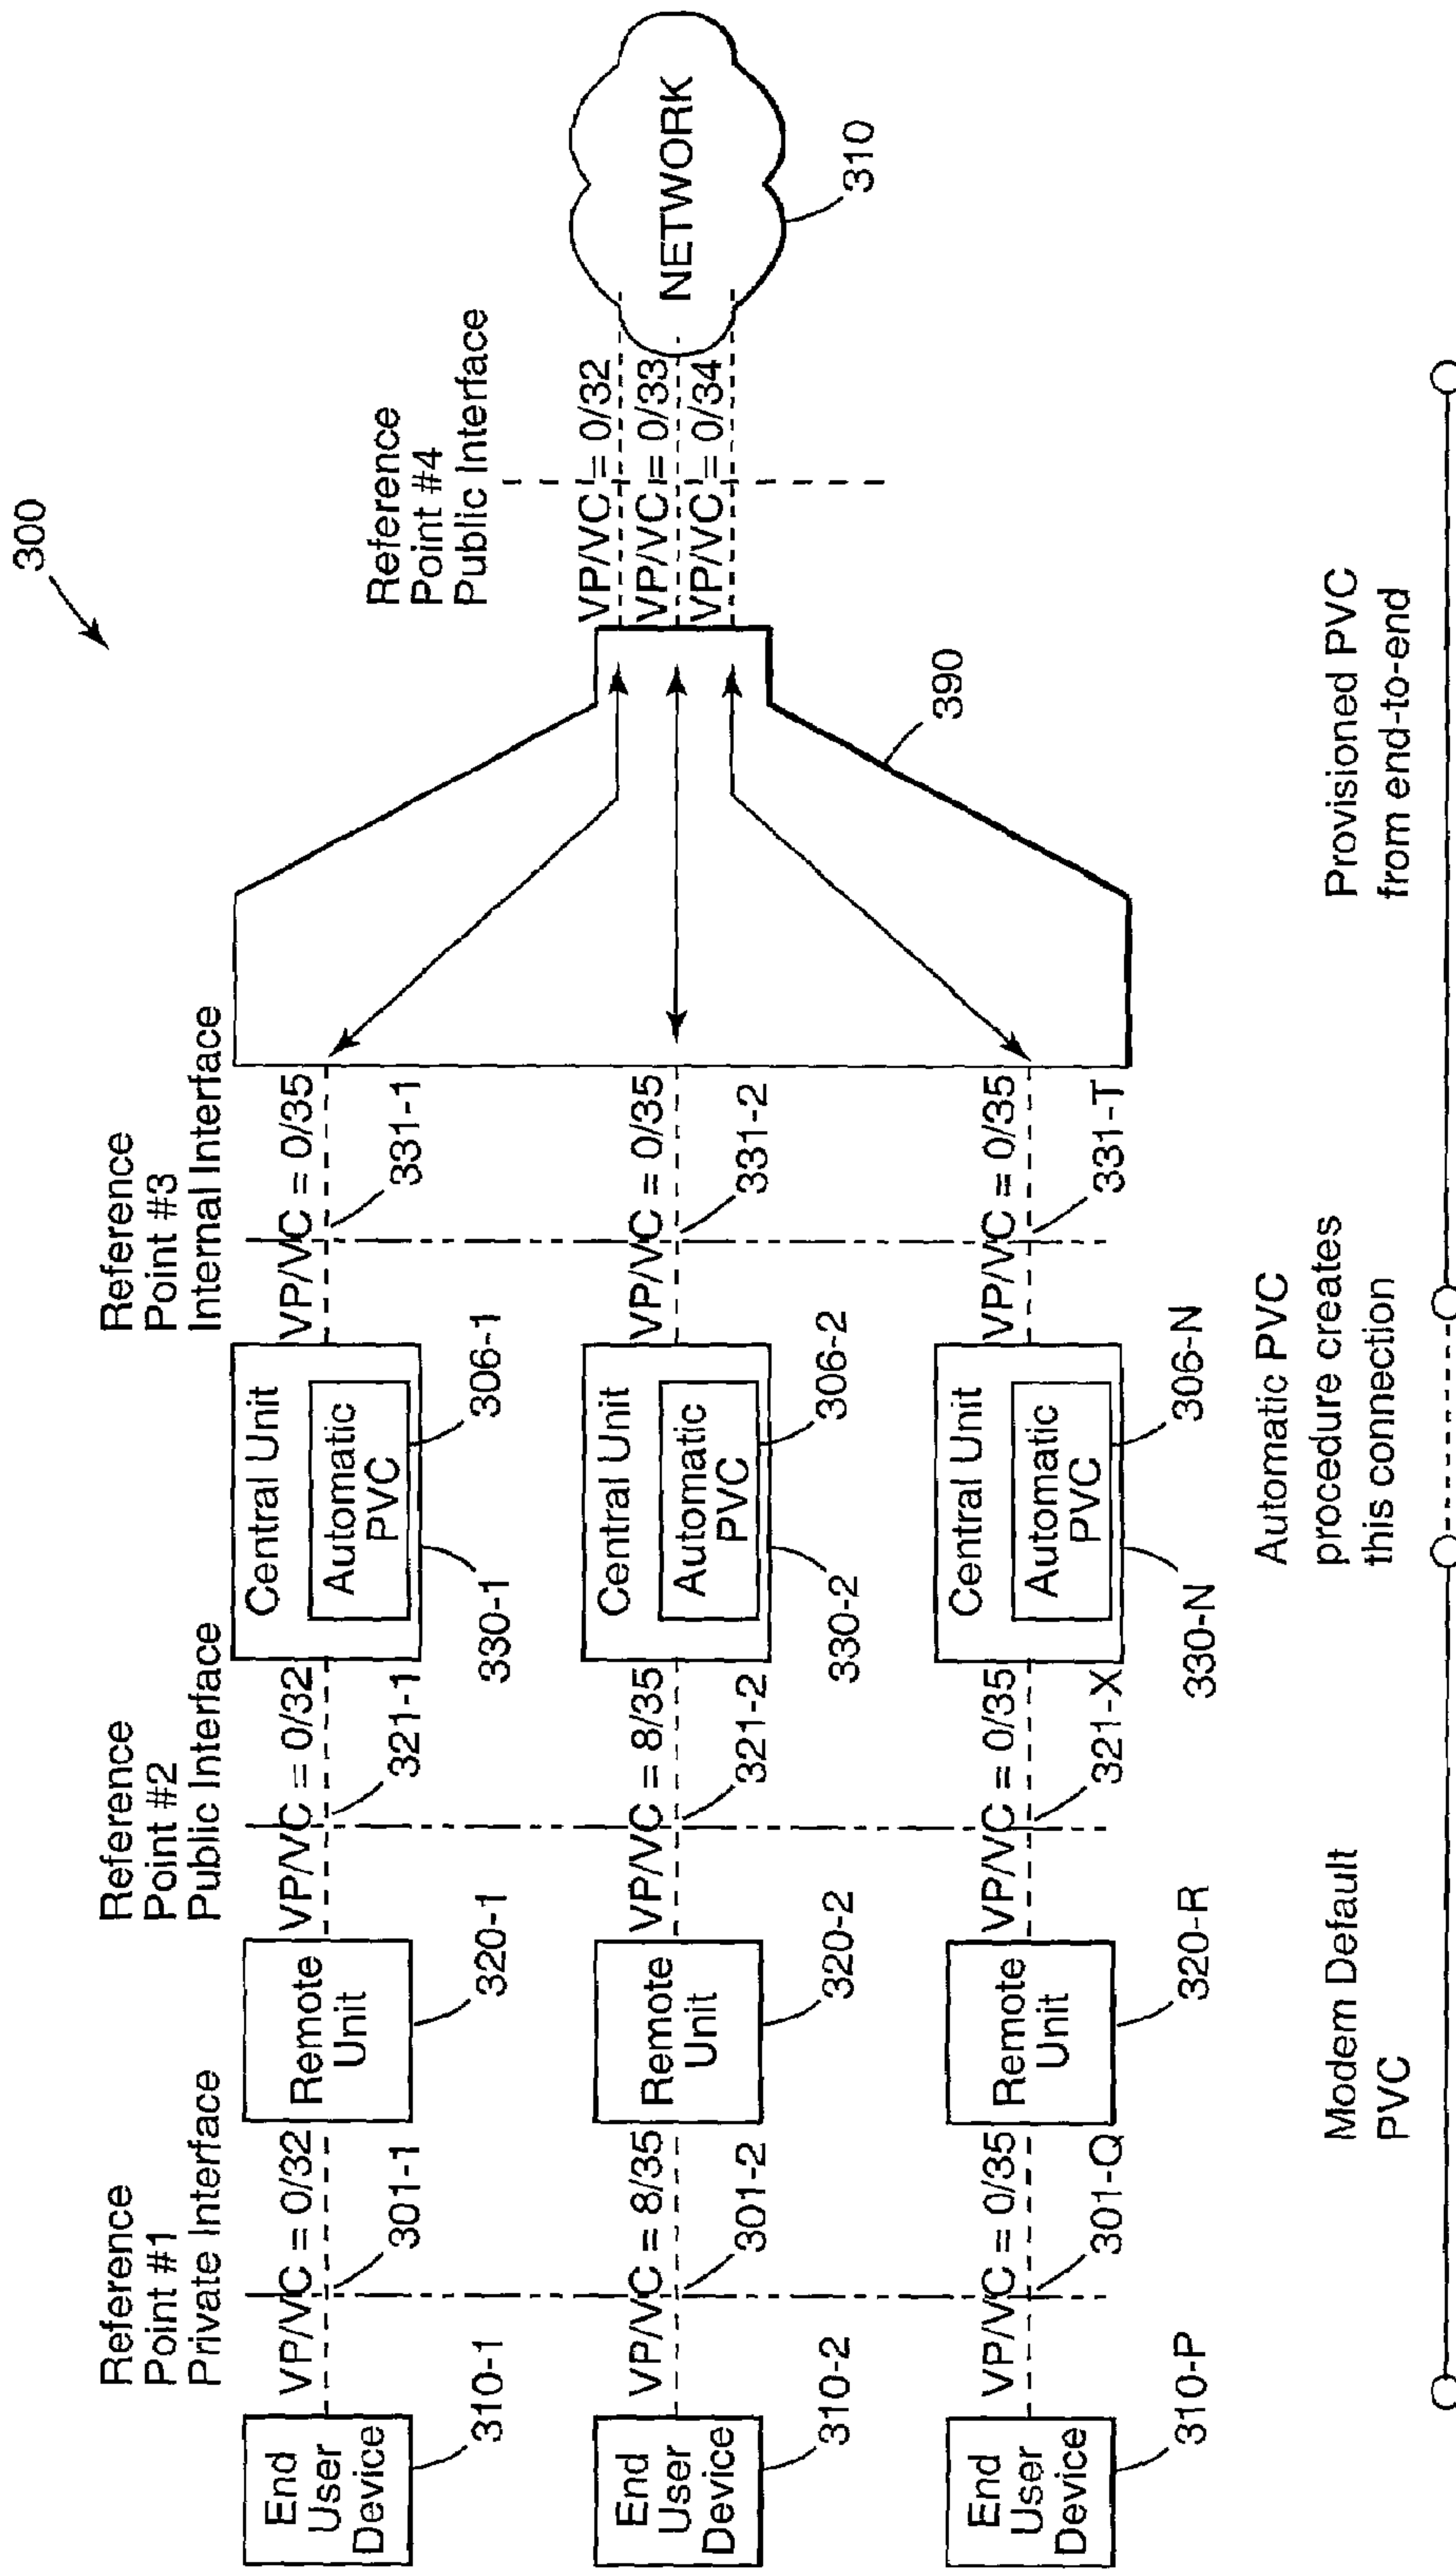 300
Reference
Point #1
Private Interface
Reference
Point #2
Public Interface
Reference
Point #3
Internal Interface
Reference
Point #4
Public Interface
End
User
Device
310-1
VP/VC = 0/32
301-1
Remote
Unit
320-1
VP/VC = 0/32
321-1
Central Unit
Automatic
PVC
330-1
306-1
VP/VC = 0/35
331-1
End
User
Device
310-2
VP/VC = 8/35
301-2
Remote
Unit
320-2
VP/VC = 8/35
321-2
Central Unit
Automatic
PVC
330-2
306-2
VP/VC = 0/35
331-2
End
User
Device
310-P
VP/VC = 0/35
301-Q
Remote
Unit
320-R
VP/VC = 0/35
321-X
Central Unit
Automatic
PVC
330-N
306-N
VP/VC = 0/35
331-T
390
VP/VC = 0/32
VP/VC = 0/33
VP/VC = 0/34
NETWORK
310
Modem Default
PVC
Automatic PVC
procedure creates
this connection
Provisioned PVC
from end-to-end